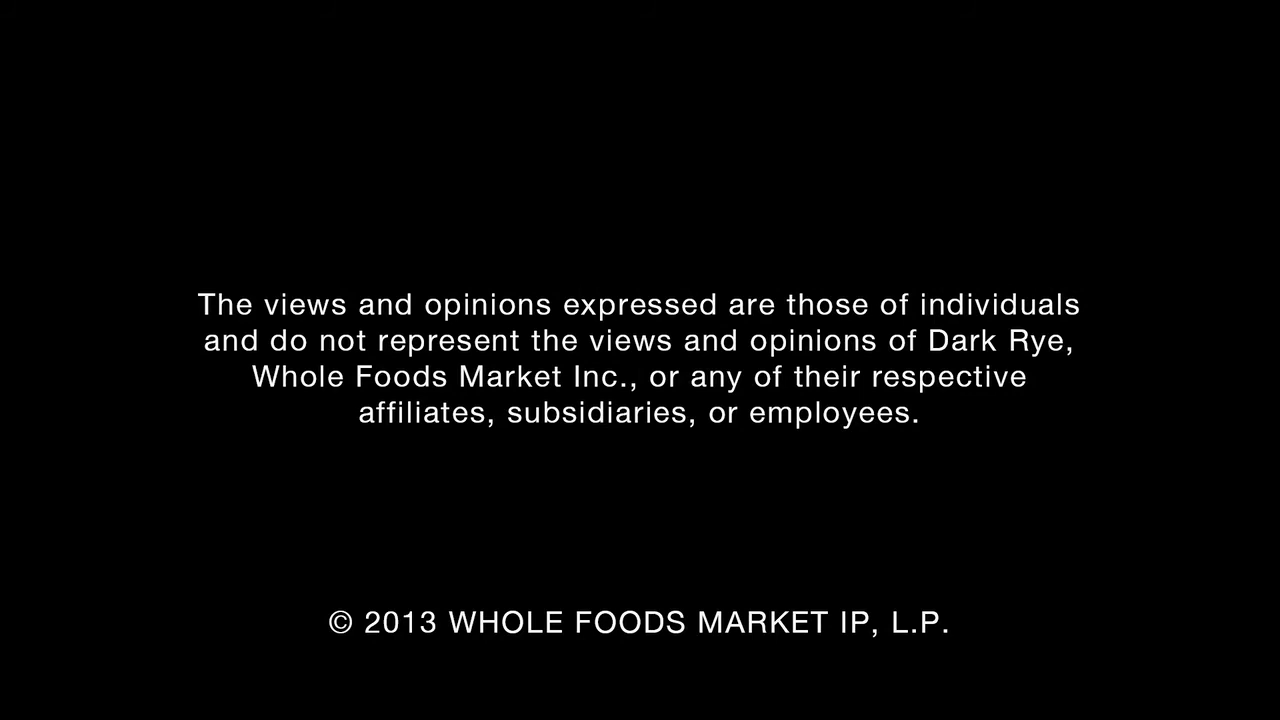 The views and opinions expressed are those of individuals
and do not represent the views and opinions of Dark Rye,
Whole Foods Market Inc., or any of their respective
affiliates, subsidiaries, or employees.
© 2013 WHOLE FOODS MARKET IP, L.P.